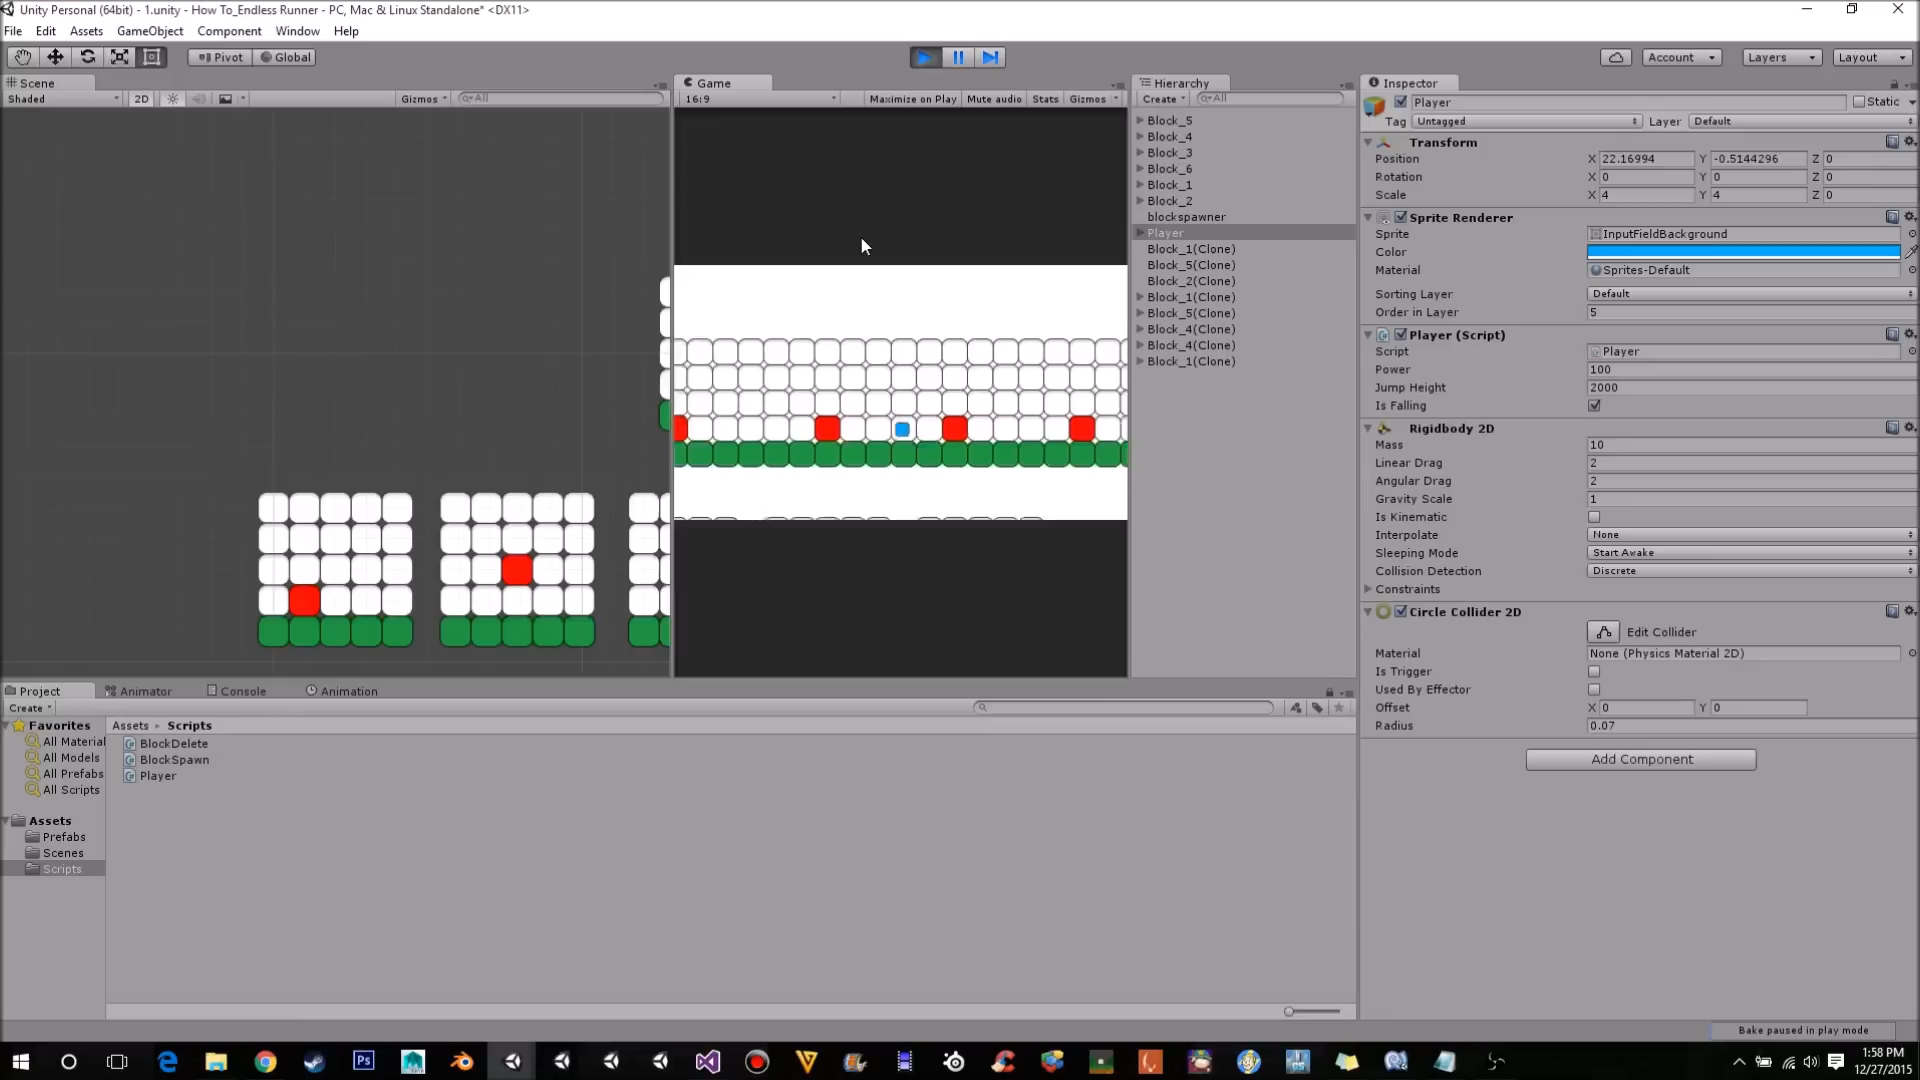 Unity Personal (64bit) - 1.unity - How To_Endless Runner - PC, Mac & Linux Standalone* <DX11>
File Edit Assets GameObject Component Window Help
Pivot Global Account Layers Layout
Scene
Shaded 2D Gizmos All
Game
16:9 Maximize on Play Mute audio Stats Gizmos
Hierarchy
Create All
Block_5
Block_4
Block_3
Block_6
Block_1
Block_2
blockspawner
Player
Block_1(Clone)
Block_5(Clone)
Block_2(Clone)
Block_1(Clone)
Block_5(Clone)
Block_4(Clone)
Block_4(Clone)
Block_1(Clone)
Inspector
Player Static
Tag Untagged Layer Default
Transform
Position X 22.16994 Y -0.5144296 Z 0
Rotation X 0 Y 0 Z 0
Scale X 4 Y 4 Z 0
Sprite Renderer
Sprite InputFieldBackground
Color
Material Sprites-Default
Sorting Layer Default
Order in Layer 5
Player (Script)
Script Player
Power 100
Jump Height 2000
Is Falling
Rigidbody 2D
Mass 10
Linear Drag 2
Angular Drag 2
Gravity Scale 1
Is Kinematic
Interpolate None
Sleeping Mode Start Awake
Collision Detection Discrete
Constraints
Circle Collider 2D
Edit Collider
Material None (Physics Material 2D)
Is Trigger
Used By Effector
Offset X 0 Y 0
Radius 0.07
Add Component
Project Animator Console Animation
Create
Favorites
All Material
All Models
All Prefabs
All Scripts
Assets
Prefabs
Scenes
Scripts
Assets Scripts
BlockDelete
BlockSpawn
Player
Bake paused in play mode
Ps
1:58 PM
12/27/2015